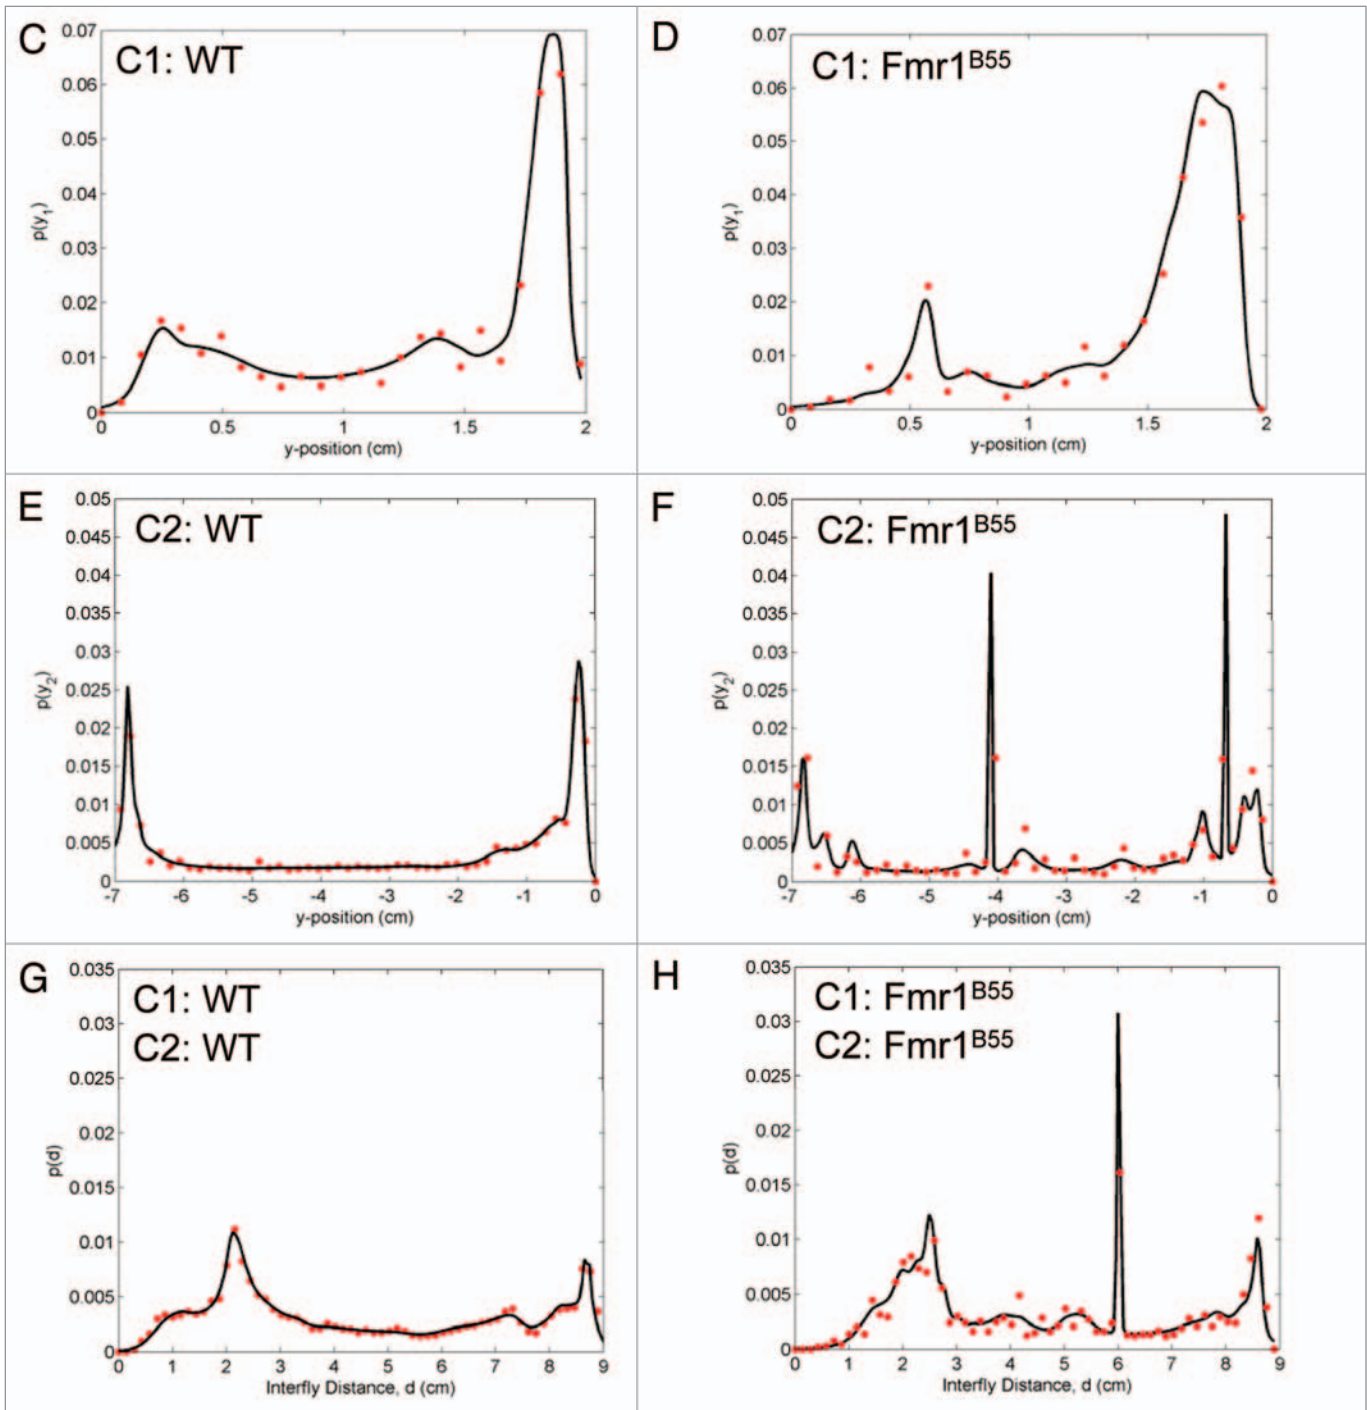 C
C1: WT
0.07
0.06
0.05
0.04
0.03
0.02
0.01
0
p(y1)
0 0.5 1 1.5 2
y-position (cm)
D
C1: Fmr1B55
0.07
0.06
0.05
0.04
0.03
0.02
0.01
0
p(y1)
0 0.5 1 1.5 2
y-position (cm)
E
C2: WT
0.05
0.045
0.04
0.035
0.03
0.025
0.02
0.015
0.01
0.005
0
p(y2)
-7 -6 -5 -4 -3 -2 -1 0
y-position (cm)
F
C2: Fmr1B55
0.05
0.045
0.04
0.035
0.03
0.025
0.02
0.015
0.01
0.005
0
p(y2)
-7 -6 -5 -4 -3 -2 -1 0
y-position (cm)
G
C1: WT
C2: WT
0.035
0.03
0.025
0.02
0.015
0.01
0.005
0
p(d)
0 1 2 3 4 5 6 7 8 9
Interfly Distance, d (cm)
H
C1: Fmr1B55
C2: Fmr1B55
0.035
0.03
0.025
0.02
0.015
0.01
0.005
0
p(d)
0 1 2 3 4 5 6 7 8 9
Interfly Distance, d (cm)